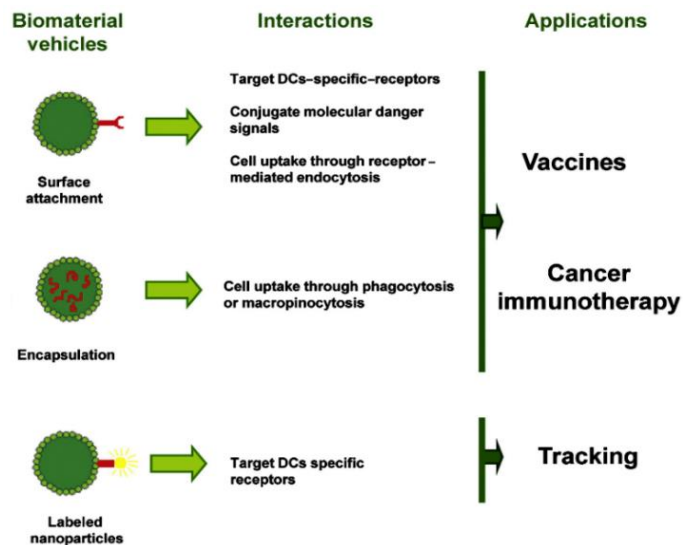 Biomaterial
vehicles
Interactions
Applications
Surface
attachment
Target DCs–specific–receptors
Conjugate molecular danger
signals
Cell uptake through receptor –
mediated endocytosis
Vaccines
Encapsulation
Cell uptake through phagocytosis
or macropinocytosis
Cancer
immunotherapy
Labeled
nanoparticles
Target DCs specific
receptors
Tracking